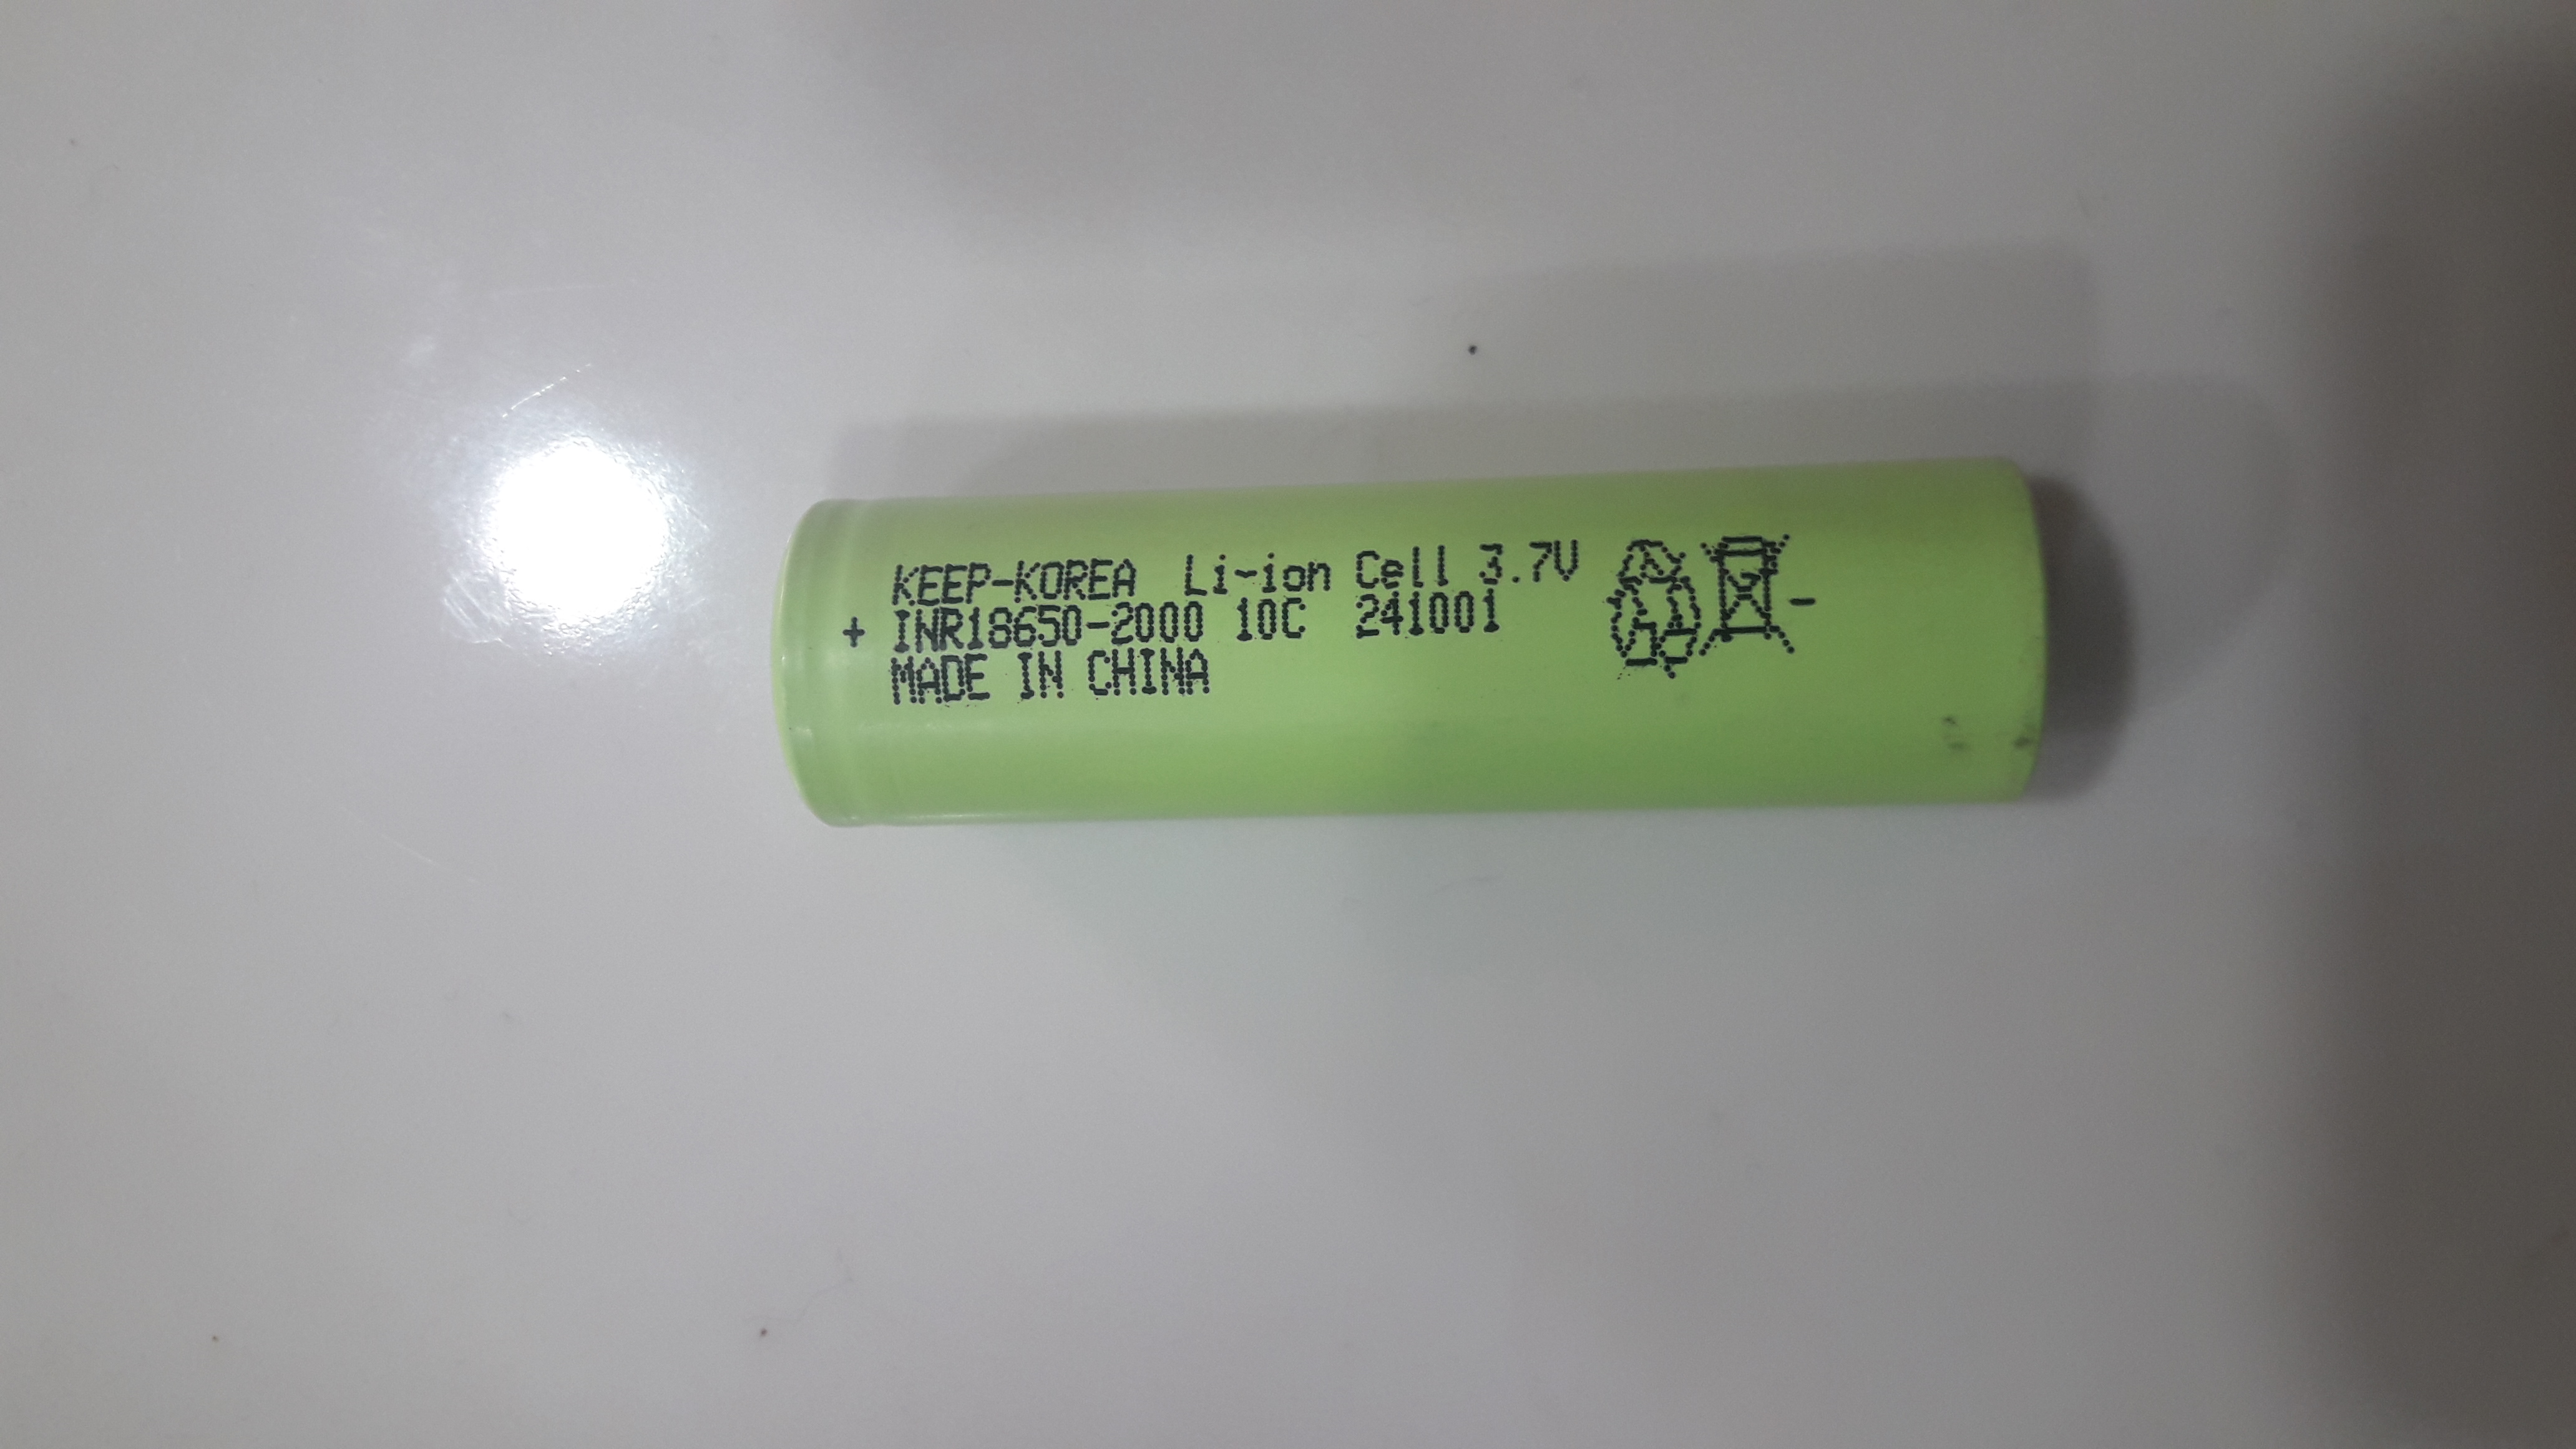 KEEP-KOREA Li-ion Cell 3.7V
+ INR18650-2000 10C 241001 -
MADE IN CHINA